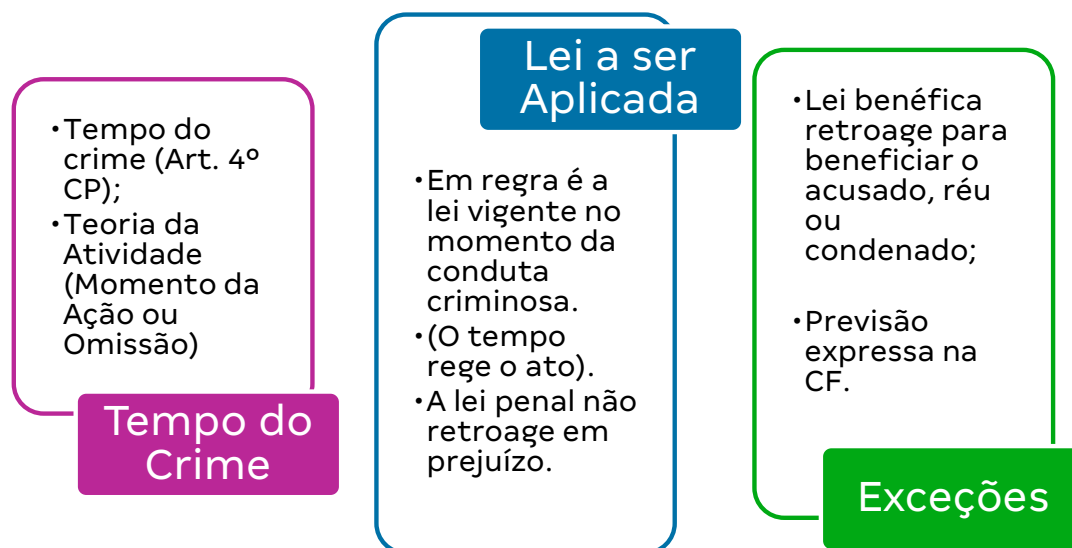 •Tempo do
crime (Art. 4º
CP);
•Teoria da
Atividade
(Momento da
Ação ou
Omissão)
Tempo do
Crime
Lei a ser
Aplicada
•Em regra é a
lei vigente no
momento da
conduta
criminosa.
•(O tempo
rege o ato).
•A lei penal não
retroage em
prejuízo.
•Lei benéfica
retroage para
beneficiar o
acusado, réu
ou
condenado;
•Previsão
expressa na
CF.
Exceções